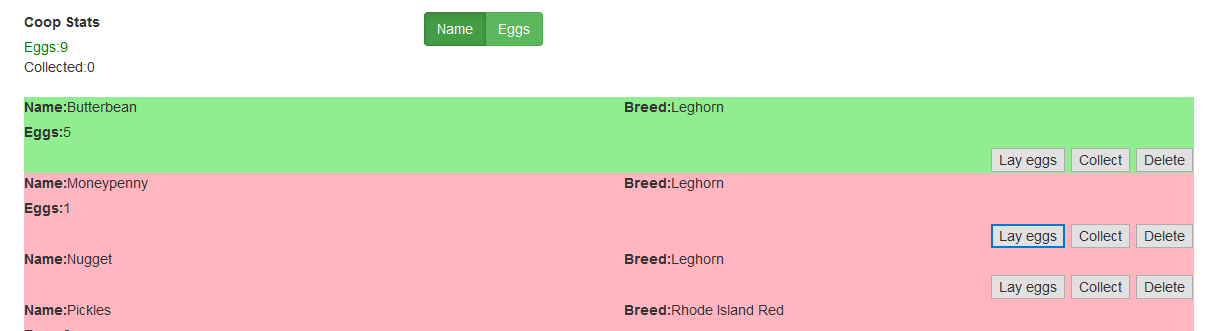 Coop Stats
Name Eggs
Eggs:9
Collected:0
Name:Butterbean Breed:Leghorn
Eggs:5
Lay eggs Collect Delete
Name:Moneypenny Breed:Leghorn
Eggs:1
Lay eggs Collect Delete
Name:Nugget Breed:Leghorn
Lay eggs Collect Delete
Name:Pickles Breed:Rhode Island Red